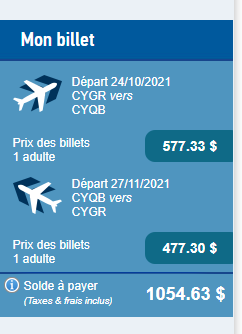 Mon billet
Départ 24/10/2021
CYGR vers
CYQB
Prix des billets
1 adulte
577.33 $
Départ 27/11/2021
CYQB vers
CYGR
Prix des billets
1 adulte
477.30 $
Solde à payer
(Taxes & frais inclus)
1054.63 $